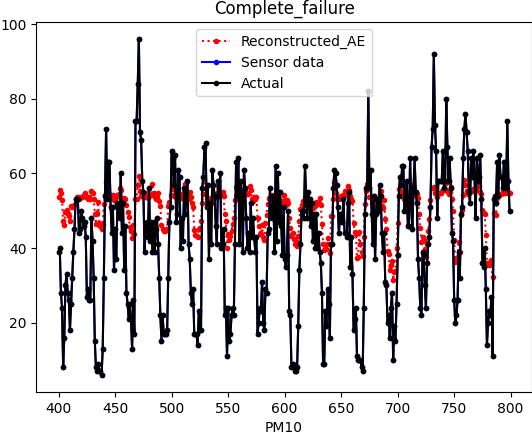 Complete_failure
Reconstructed_AE
Sensor data
Actual
100
80
60
40
20
400 450 500 550 600 650 700 750 800
PM10